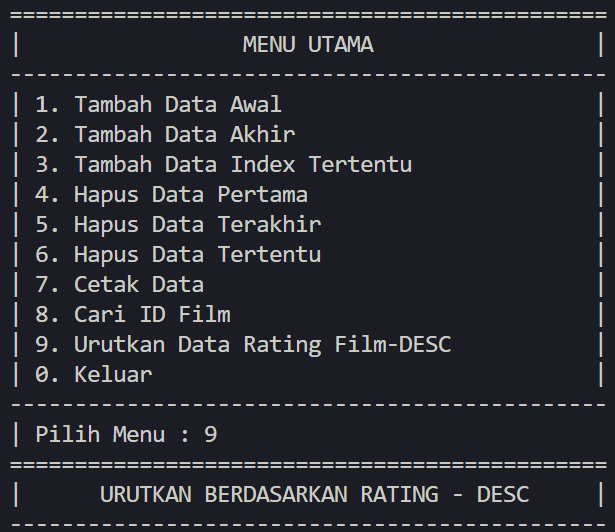 ==============================================
| MENU UTAMA |
----------------------------------------------
| 1. Tambah Data Awal |
| 2. Tambah Data Akhir |
| 3. Tambah Data Index Tertentu |
| 4. Hapus Data Pertama |
| 5. Hapus Data Terakhir |
| 6. Hapus Data Tertentu |
| 7. Cetak Data |
| 8. Cari ID Film |
| 9. Urutkan Data Rating Film-DESC |
| 0. Keluar |
----------------------------------------------
| Pilih Menu : 9
==============================================
| URUTKAN BERDASARKAN RATING - DESC |
----------------------------------------------